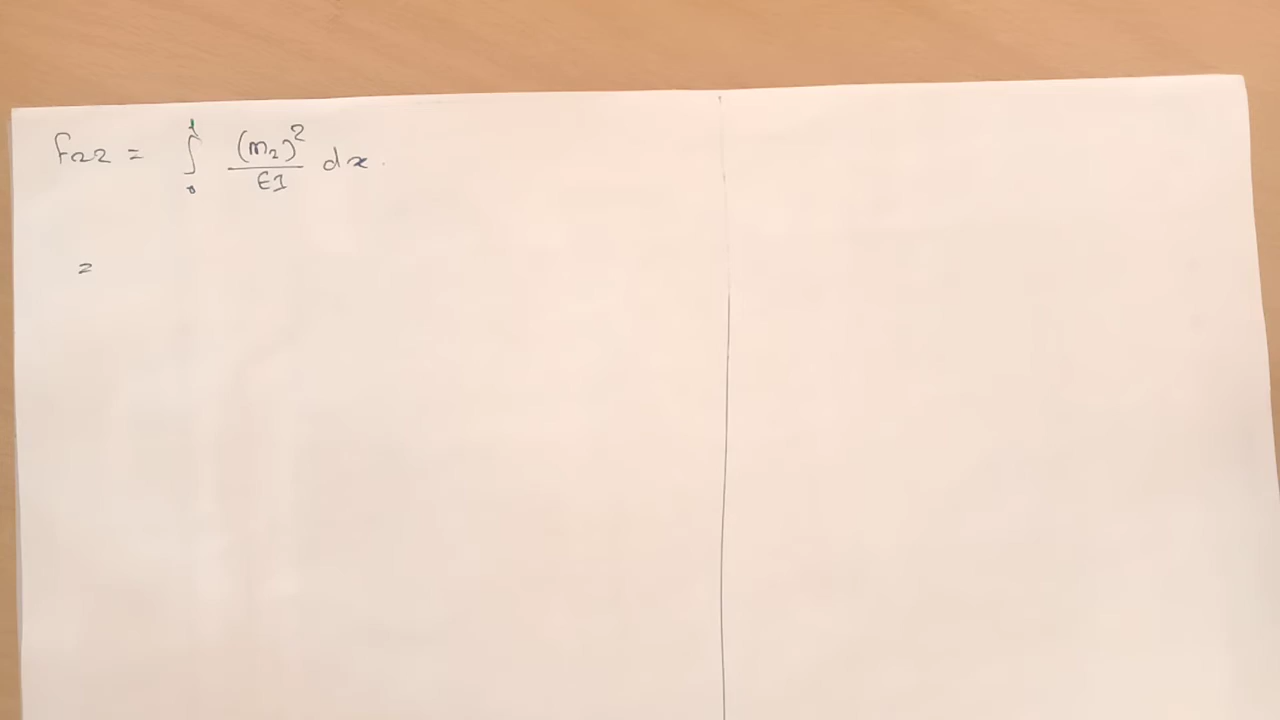 f22 = ∫₀ˡ (m₂)² / EI dx.
=